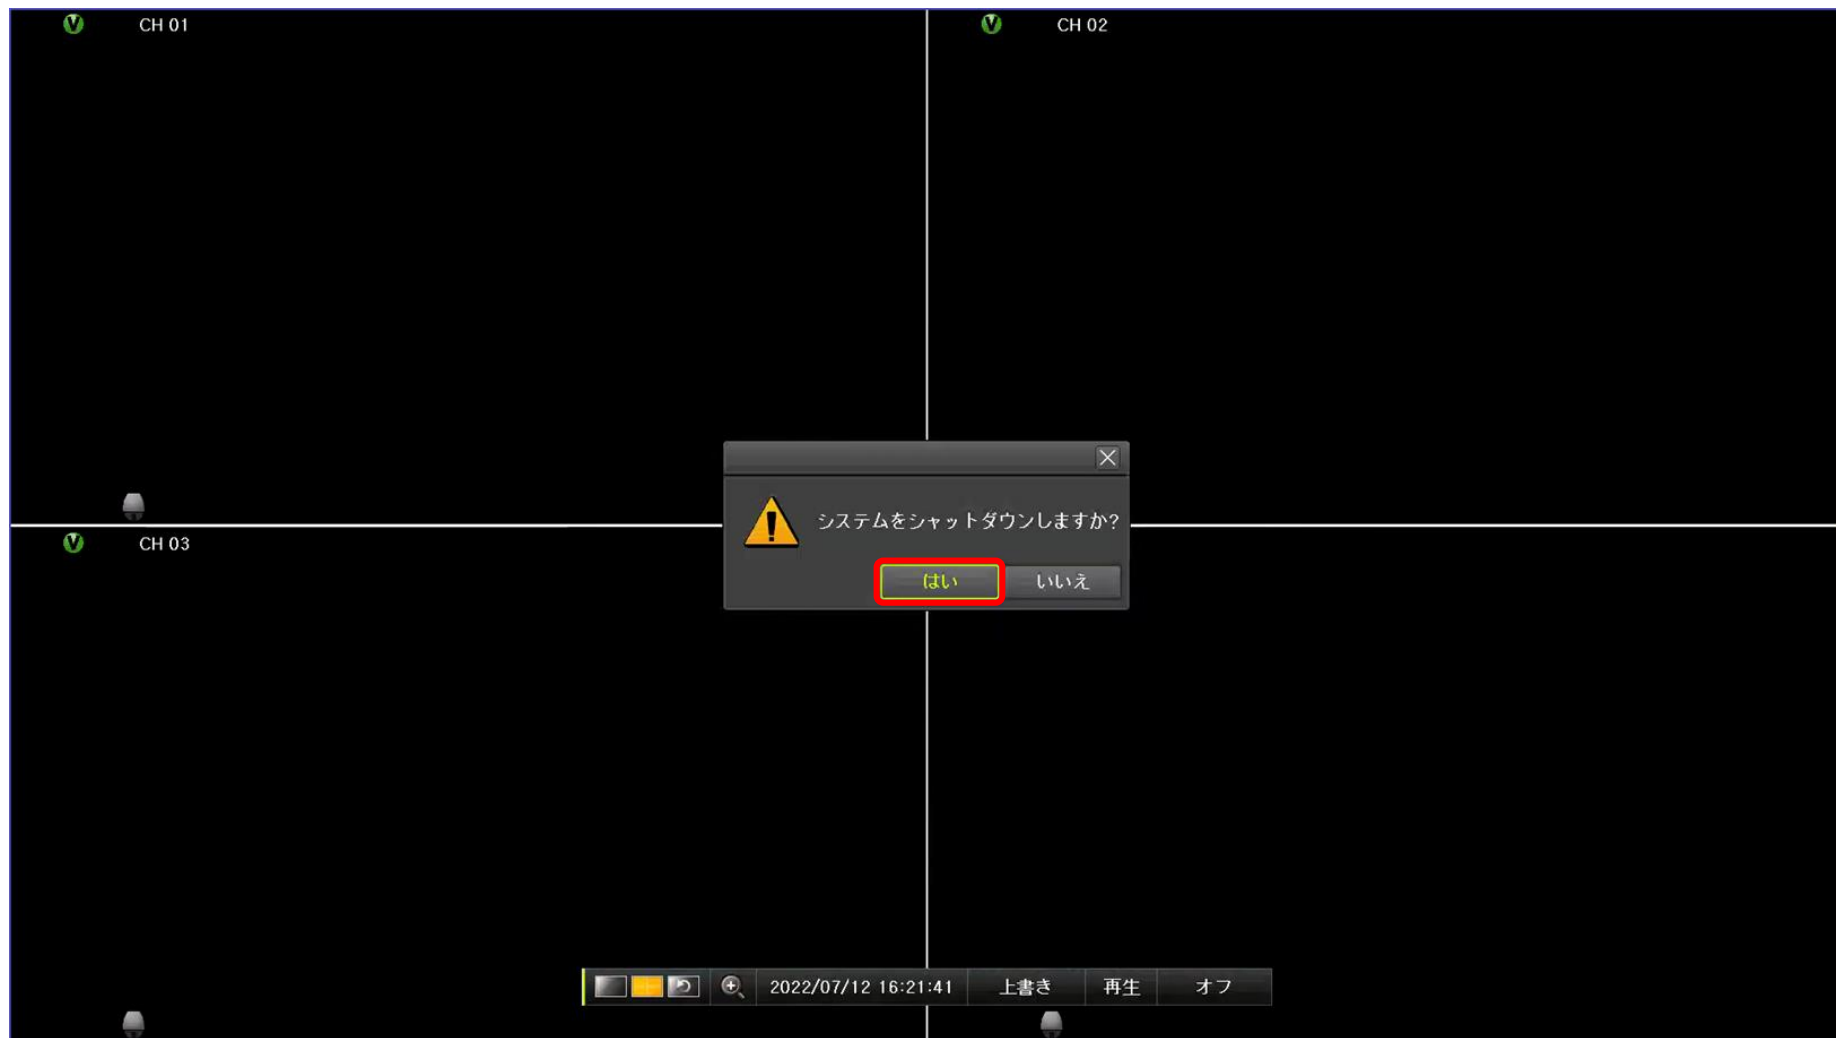 CH 01
CH 02
システムをシャットダウンしますか?
はい
いいえ
CH 03
2022/07/12 16:21:41
上書き
再生
オフ